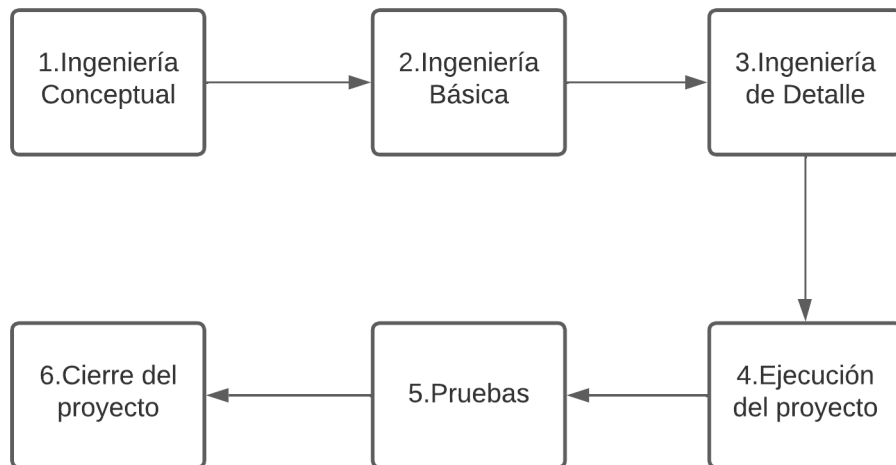 1.Ingeniería
Conceptual
2.Ingeniería
Básica
3.Ingeniería
de Detalle
4.Ejecución
del proyecto
5.Pruebas
6.Cierre del
proyecto